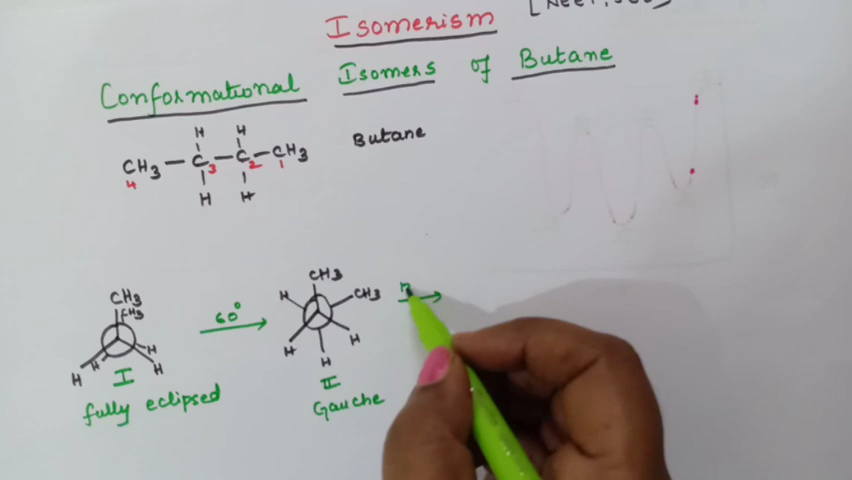 Isomerism
Conformational Isomers of Butane
H H
CH3 - C - C - CH3 Butane
4 3 2 1
H H
CH3
CH3
H H
H H
I
fully eclipsed
60°
CH3
H CH3
H H
H
II
Gauche